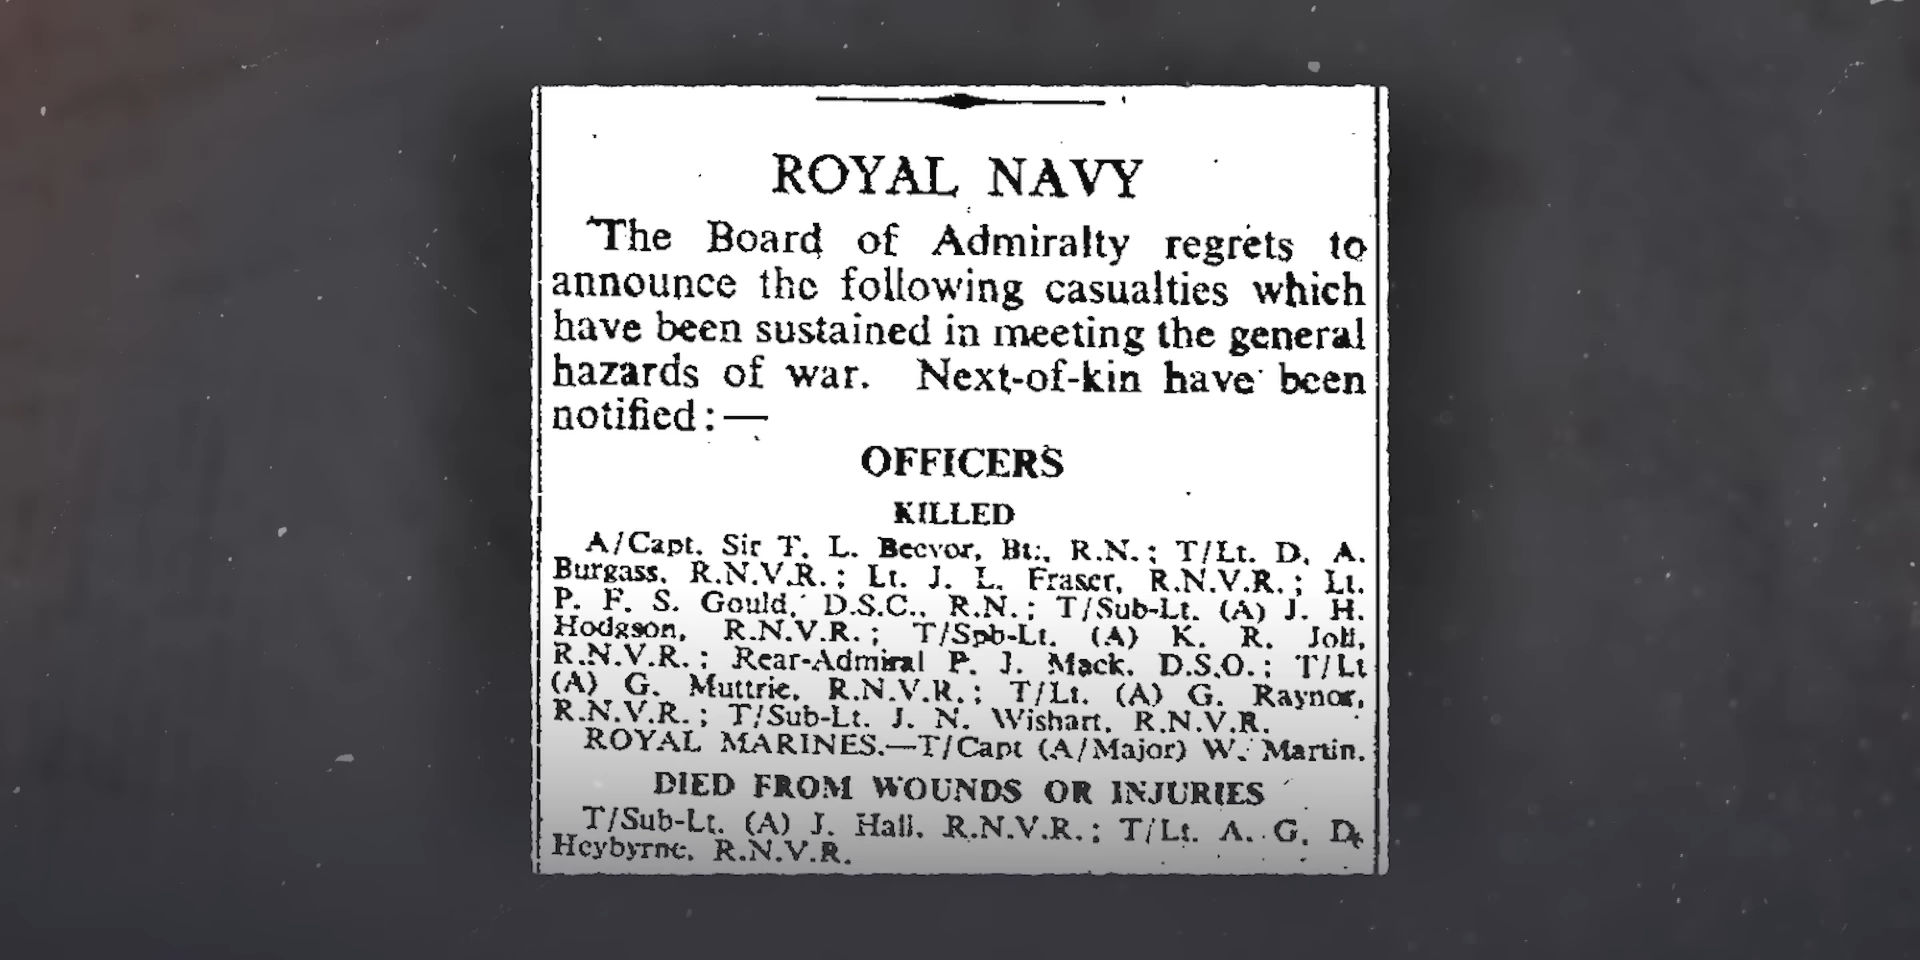 ROYAL NAVY
The Board of Admiralty regrets to
announce the following casualties which
have been sustained in meeting the general
hazards of war. Next-of-kin have been
notified:—
OFFICERS
KILLED
A/Capt. Sir T. L. Beevor, Bt., R.N.; T/Lt. D. A.
Burgass, R.N.V.R.; Lt. J. L. Fraser, R.N.V.R.; Lt.
P. F. S. Gould, D.S.C., R.N.; T/Sub-Lt. (A) J. H.
Hodgson, R.N.V.R.; T/Sub-Lt. (A) K. R. Joll,
R.N.V.R.; Rear-Admiral P. J. Mack, D.S.O.; T/Lt
(A) G. Muttrie, R.N.V.R.; T/Lt. (A) G. Raynor,
R.N.V.R.; T/Sub-Lt. J. N. Wishart, R.N.V.R.
ROYAL MARINES.—T/Capt (A/Major) W. Martin.
DIED FROM WOUNDS OR INJURIES
T/Sub-Lt. (A) J. Hall, R.N.V.R.; T/Lt. A. G. De
Heybyrne, R.N.V.R.